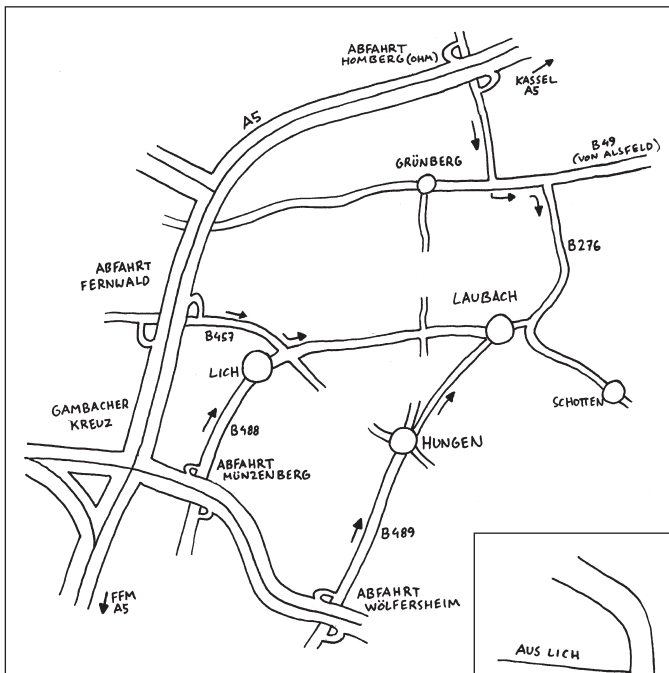 ABFAHRT
HOMBERG (OHM)
KASSEL
A5
A5
B49
(VON ALSFELD)
GRÜNBERG
B276
ABFAHRT
FERNWALD
LAUBACH
B457
LICH
SCHOTTEN
GAMBACHER
KREUZ
B488
HUNGEN
ABFAHRT
MÜNZENBERG
B489
FFM
A5
ABFAHRT
WÖLFERSHEIM
AUS LICH